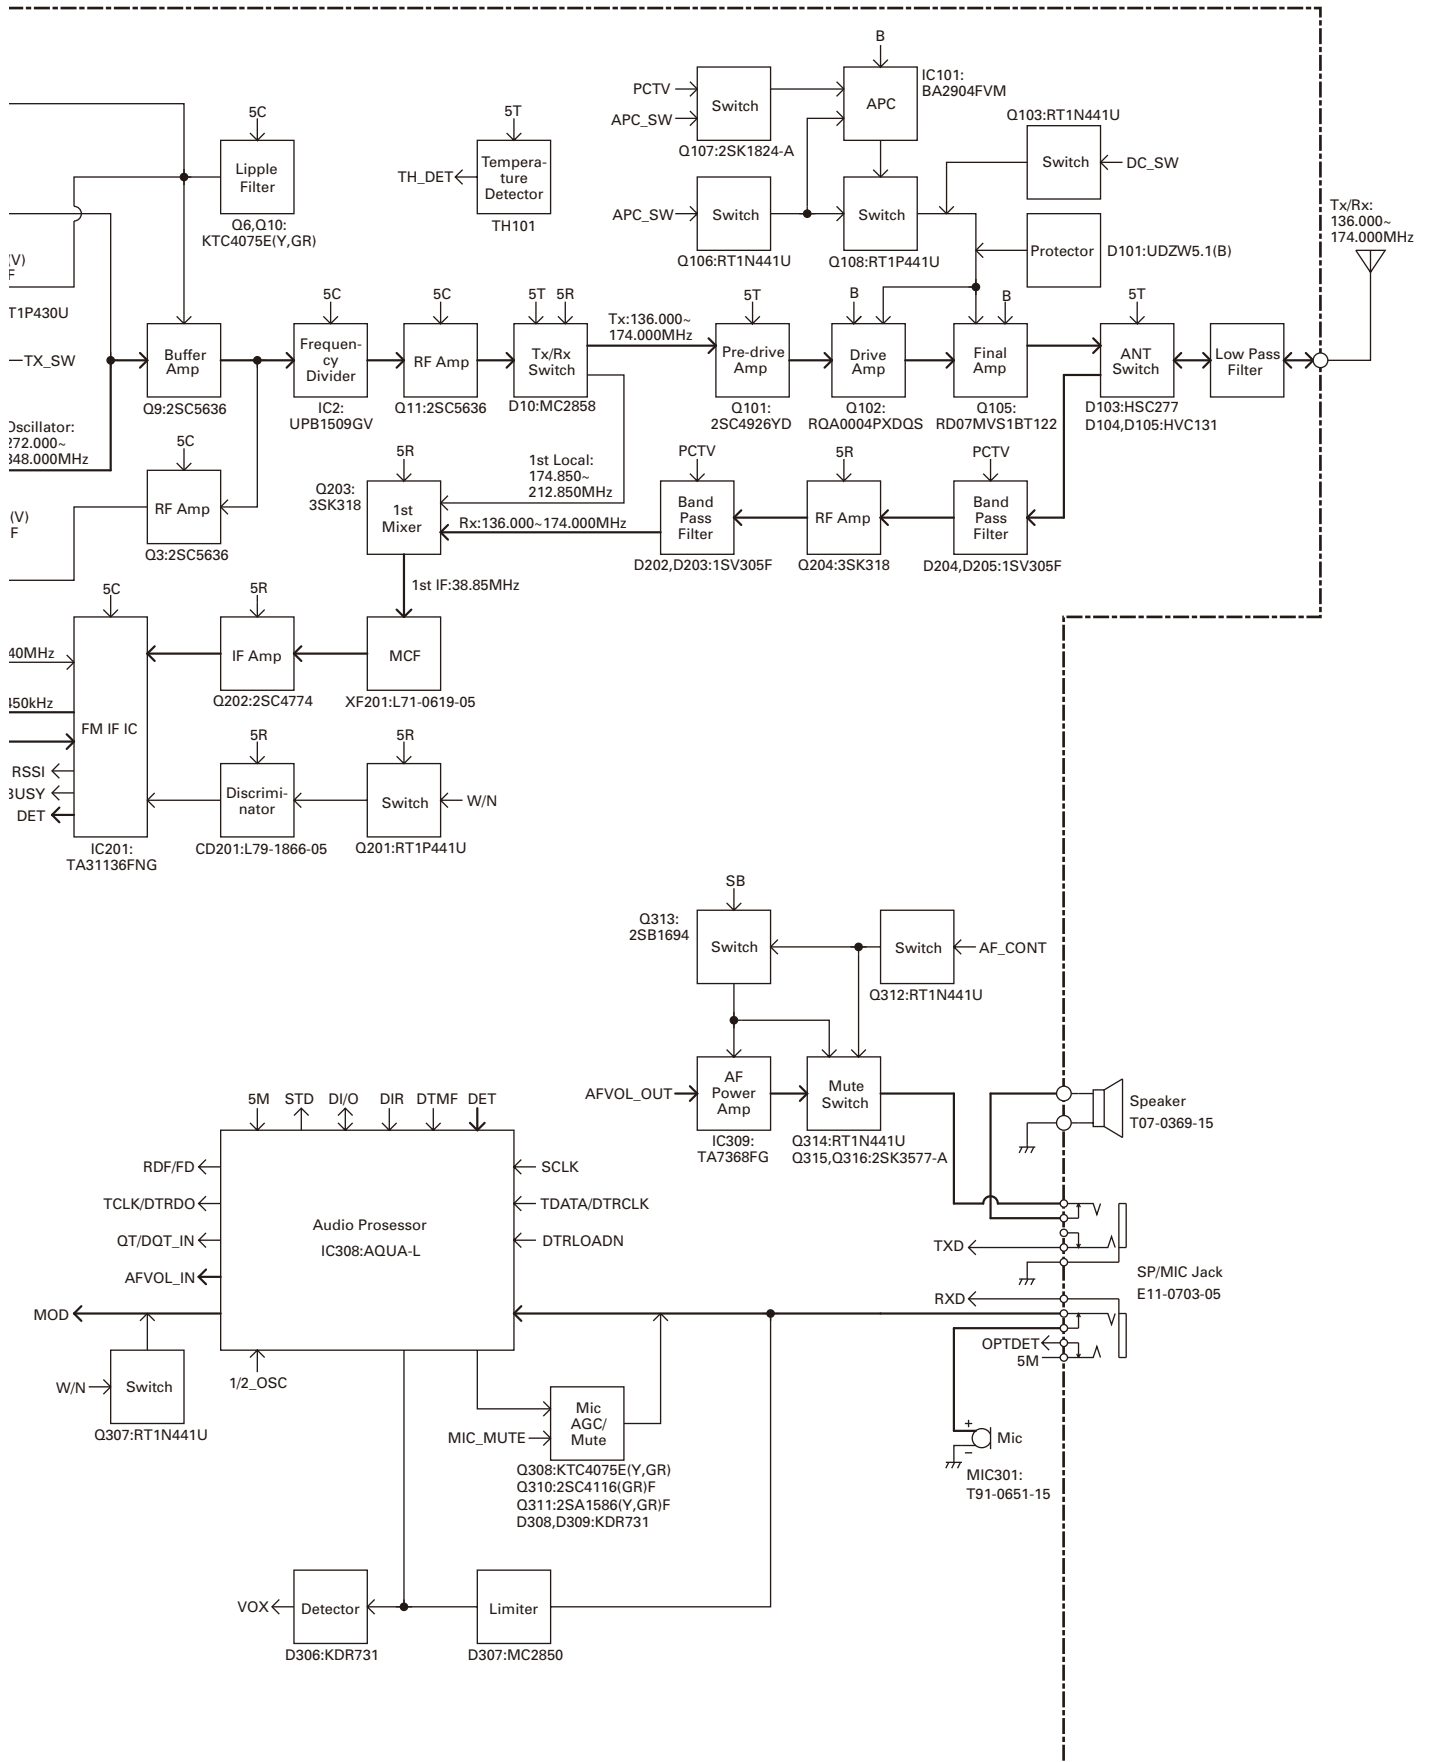 B
IC101:
BA2904FVM
PCTV
APC_SW
Switch
APC
Q107:2SK1824-A
Q103:RT1N441U
Switch
DC_SW
5C
Lipple
Filter
Q6,Q10:
KTC4075E(Y,GR)
5T
TH_DET
Tempera-
ture
Detector
TH101
APC_SW
Switch
Q106:RT1N441U
Switch
Q108:RT1P441U
Protector
D101:UDZW5.1(B)
Tx/Rx:
136.000~
174.000MHz
(V)
F
T1P430U
TX_SW
Oscillator:
272.000~
348.000MHz
Buffer
Amp
Q9:2SC5636
5C
Frequen-
cy
Divider
IC2:
UPB1509GV
5C
RF Amp
Q11:2SC5636
5T
5R
Tx/Rx
Switch
D10:MC2858
Tx:136.000~
174.000MHz
5T
Pre-drive
Amp
Q101:
2SC4926YD
B
Drive
Amp
Q102:
RQA0004PXDQS
B
Final
Amp
Q105:
RD07MVS1BT122
5T
ANT
Switch
D103:HSC277
D104,D105:HVC131
Low Pass
Filter
5C
RF Amp
Q3:2SC5636
(V)
F
5R
Q203:
3SK318
1st
Mixer
1st Local:
174.850~
212.850MHz
Rx:136.000~174.000MHz
PCTV
Band
Pass
Filter
D202,D203:1SV305F
5R
RF Amp
Q204:3SK318
PCTV
Band
Pass
Filter
D204,D205:1SV305F
1st IF:38.85MHz
5C
5R
40MHz
450kHz
FM IF IC
IF Amp
Q202:2SC4774
MCF
XF201:L71-0619-05
RSSI
BUSY
DET
IC201:
TA31136FNG
5R
Discrimi-
nator
CD201:L79-1866-05
5R
Switch
Q201:RT1P441U
W/N
SB
Q313:
2SB1694
Switch
Switch
AF_CONT
Q312:RT1N441U
AFVOL_OUT
AF
Power
Amp
IC309:
TA7368FG
Mute
Switch
Q314:RT1N441U
Q315,Q316:2SK3577-A
Speaker
T07-0369-15
5M
STD
DI/O
DIR
DTMF
DET
RDF/FD
TCLK/DTRDO
QT/DQT_IN
AFVOL_IN
MOD
Audio Prosessor
IC308:AQUA-L
SCLK
TDATA/DTRCLK
DTRLOADN
TXD
SP/MIC Jack
E11-0703-05
RXD
OPTDET
5M
W/N
Switch
Q307:RT1N441U
1/2_OSC
MIC_MUTE
Mic
AGC/
Mute
Q308:KTC4075E(Y,GR)
Q310:2SC4116(GR)F
Q311:2SA1586(Y,GR)F
D308,D309:KDR731
+
−
Mic
MIC301:
T91-0651-15
VOX
Detector
D306:KDR731
Limiter
D307:MC2850